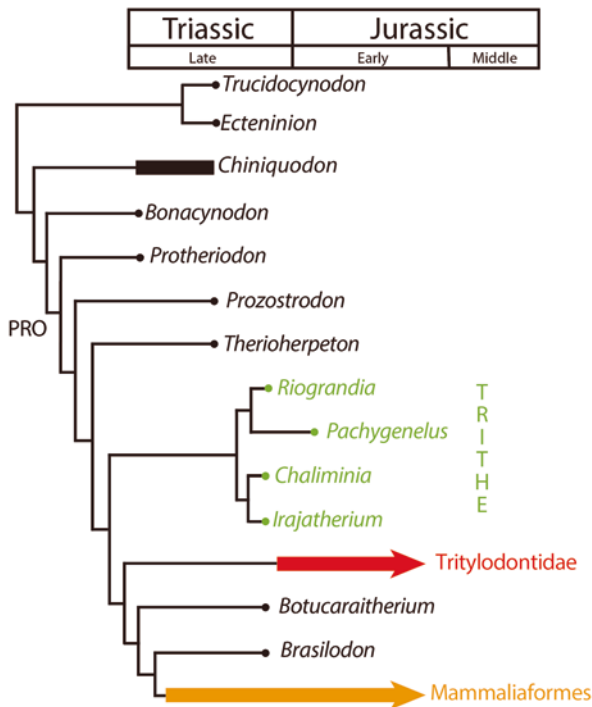 Triassic Jurassic
Late Early Middle
Trucidocynodon
Ecteninion
Chiniquodon
Bonacynodon
Protheriodon
Prozostrodon
PRO
Therioherpeton
Riograndia
Pachygenelus
Chaliminia
Irajatherium
TRITHE
Tritylodontidae
Botucaraitherium
Brasilodon
Mammaliaformes